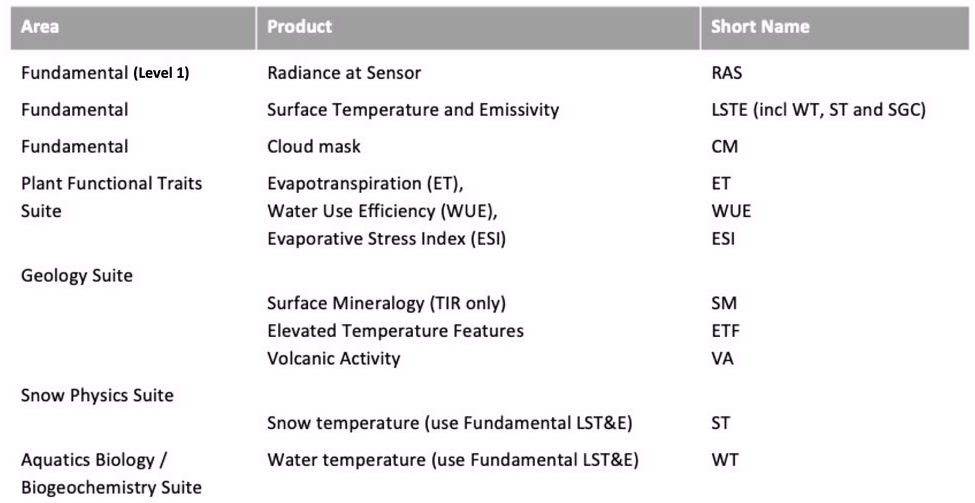 Area Product Short Name
Fundamental (Level 1) Radiance at Sensor RAS
Fundamental Surface Temperature and Emissivity LSTE (incl WT, ST and SGC)
Fundamental Cloud mask CM
Plant Functional Traits Evapotranspiration (ET), ET
Suite Water Use Efficiency (WUE), WUE
Evaporative Stress Index (ESI) ESI
Geology Suite
Surface Mineralogy (TIR only) SM
Elevated Temperature Features ETF
Volcanic Activity VA
Snow Physics Suite
Snow temperature (use Fundamental LST&E) ST
Aquatics Biology / Water temperature (use Fundamental LST&E) WT
Biogeochemistry Suite